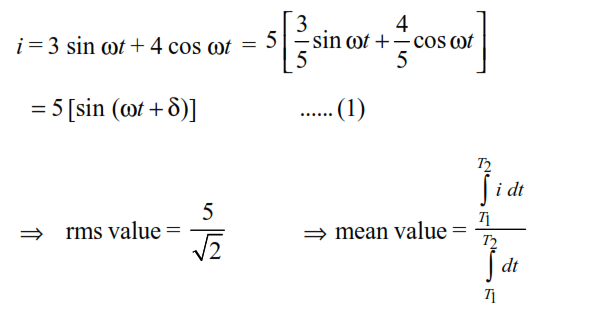 i = 3 sin ωt + 4 cos ωt = 5[3/5 sin ωt + 4/5 cos ωt]
= 5[sin (ωt + δ)] ......(1)
⇒ rms value = 5/√2 ⇒ mean value = ∫_{T₁}^{T₂} i dt / ∫_{T₁}^{T₂} dt